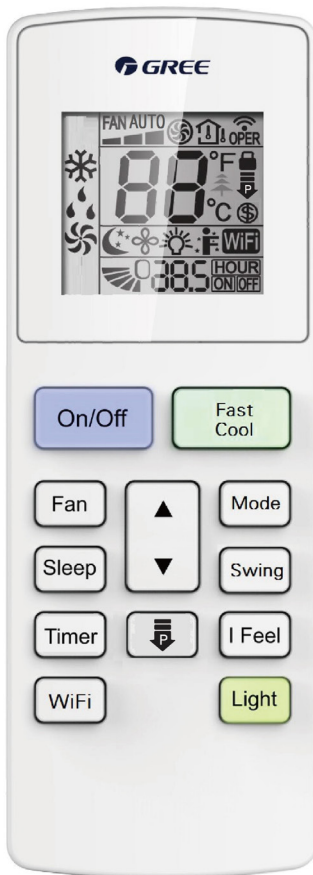 GREE
FAN AUTO
OPER
88 °F
P
°C $
WiFi
038.5 HOUR
ON OFF
On/Off
Fast
Cool
Fan
Mode
Sleep
Swing
Timer
P
I Feel
WiFi
Light